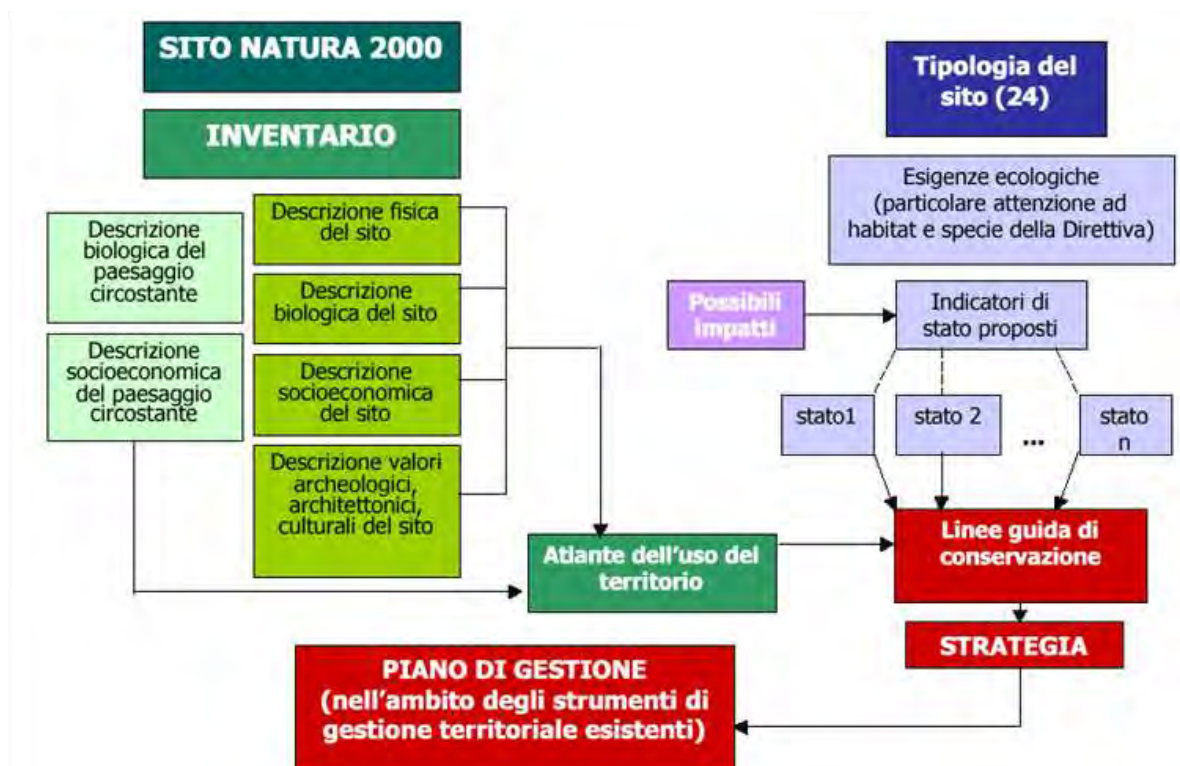 SITO NATURA 2000
INVENTARIO
Descrizione
biologica del
paesaggio
circostante
Descrizione
socioeconomica
del paesaggio
circostante
Descrizione fisica
del sito
Descrizione
biologica del sito
Descrizione
socioeconomica
del sito
Descrizione valori
archeologici,
architettonici,
culturali del sito
Tipologia del
sito (24)
Esigenze ecologiche
(particolare attenzione ad
habitat e specie della Direttiva)
Possibili
impatti
Indicatori di
stato proposti
stato1
stato 2
...
stato
n
Atlante dell'uso del
territorio
Linee guida di
conservazione
STRATEGIA
PIANO DI GESTIONE
(nell'ambito degli strumenti di
gestione territoriale esistenti)